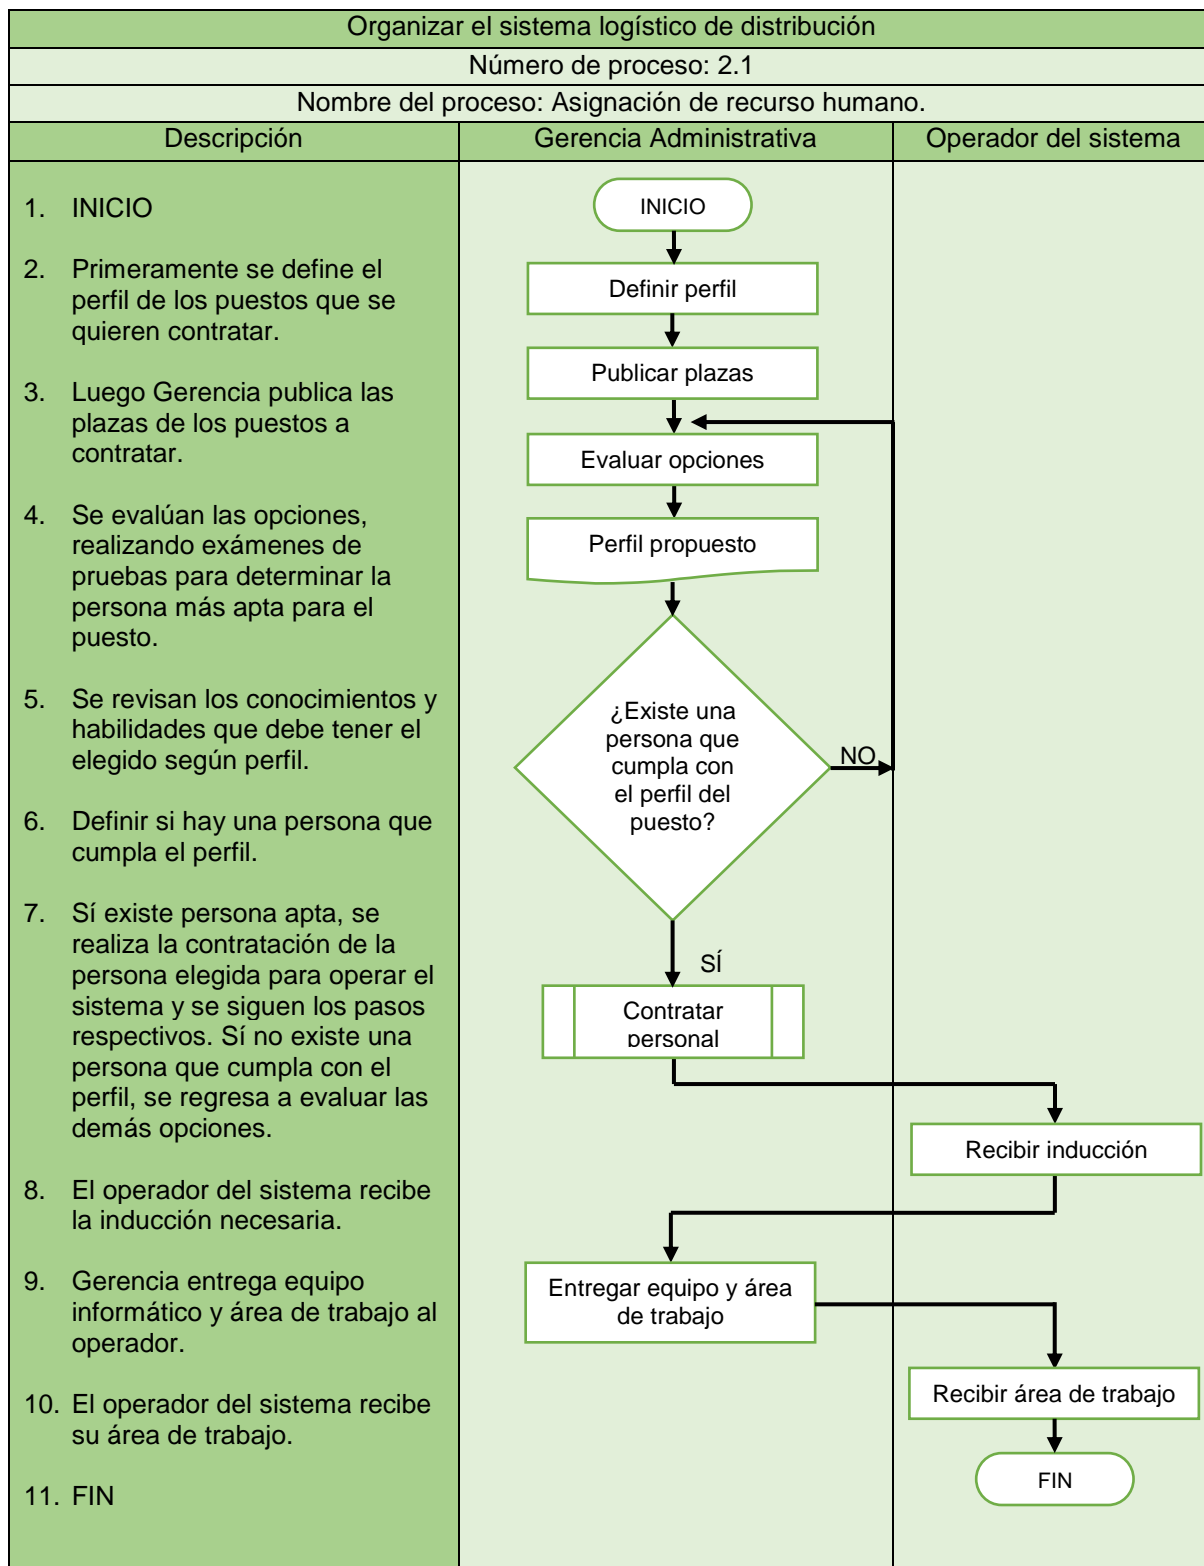 Organizar el sistema logístico de distribución
Número de proceso: 2.1
Nombre del proceso: Asignación de recurso humano.
Descripción
Gerencia Administrativa
Operador del sistema
1. INICIO
2. Primeramente se define el
perfil de los puestos que se
quieren contratar.
3. Luego Gerencia publica las
plazas de los puestos a
contratar.
4. Se evalúan las opciones,
realizando exámenes de
pruebas para determinar la
persona más apta para el
puesto.
5. Se revisan los conocimientos y
habilidades que debe tener el
elegido según perfil.
6. Definir si hay una persona que
cumpla el perfil.
7. Sí existe persona apta, se
realiza la contratación de la
persona elegida para operar el
sistema y se siguen los pasos
respectivos. Sí no existe una
persona que cumpla con el
perfil, se regresa a evaluar las
demás opciones.
8. El operador del sistema recibe
la inducción necesaria.
9. Gerencia entrega equipo
informático y área de trabajo al
operador.
10. El operador del sistema recibe
su área de trabajo.
11. FIN
INICIO
Definir perfil
Publicar plazas
Evaluar opciones
Perfil propuesto
¿Existe una
persona que
cumpla con
el perfil del
puesto?
NO
SÍ
Contratar
personal
Recibir inducción
Entregar equipo y área
de trabajo
Recibir área de trabajo
FIN